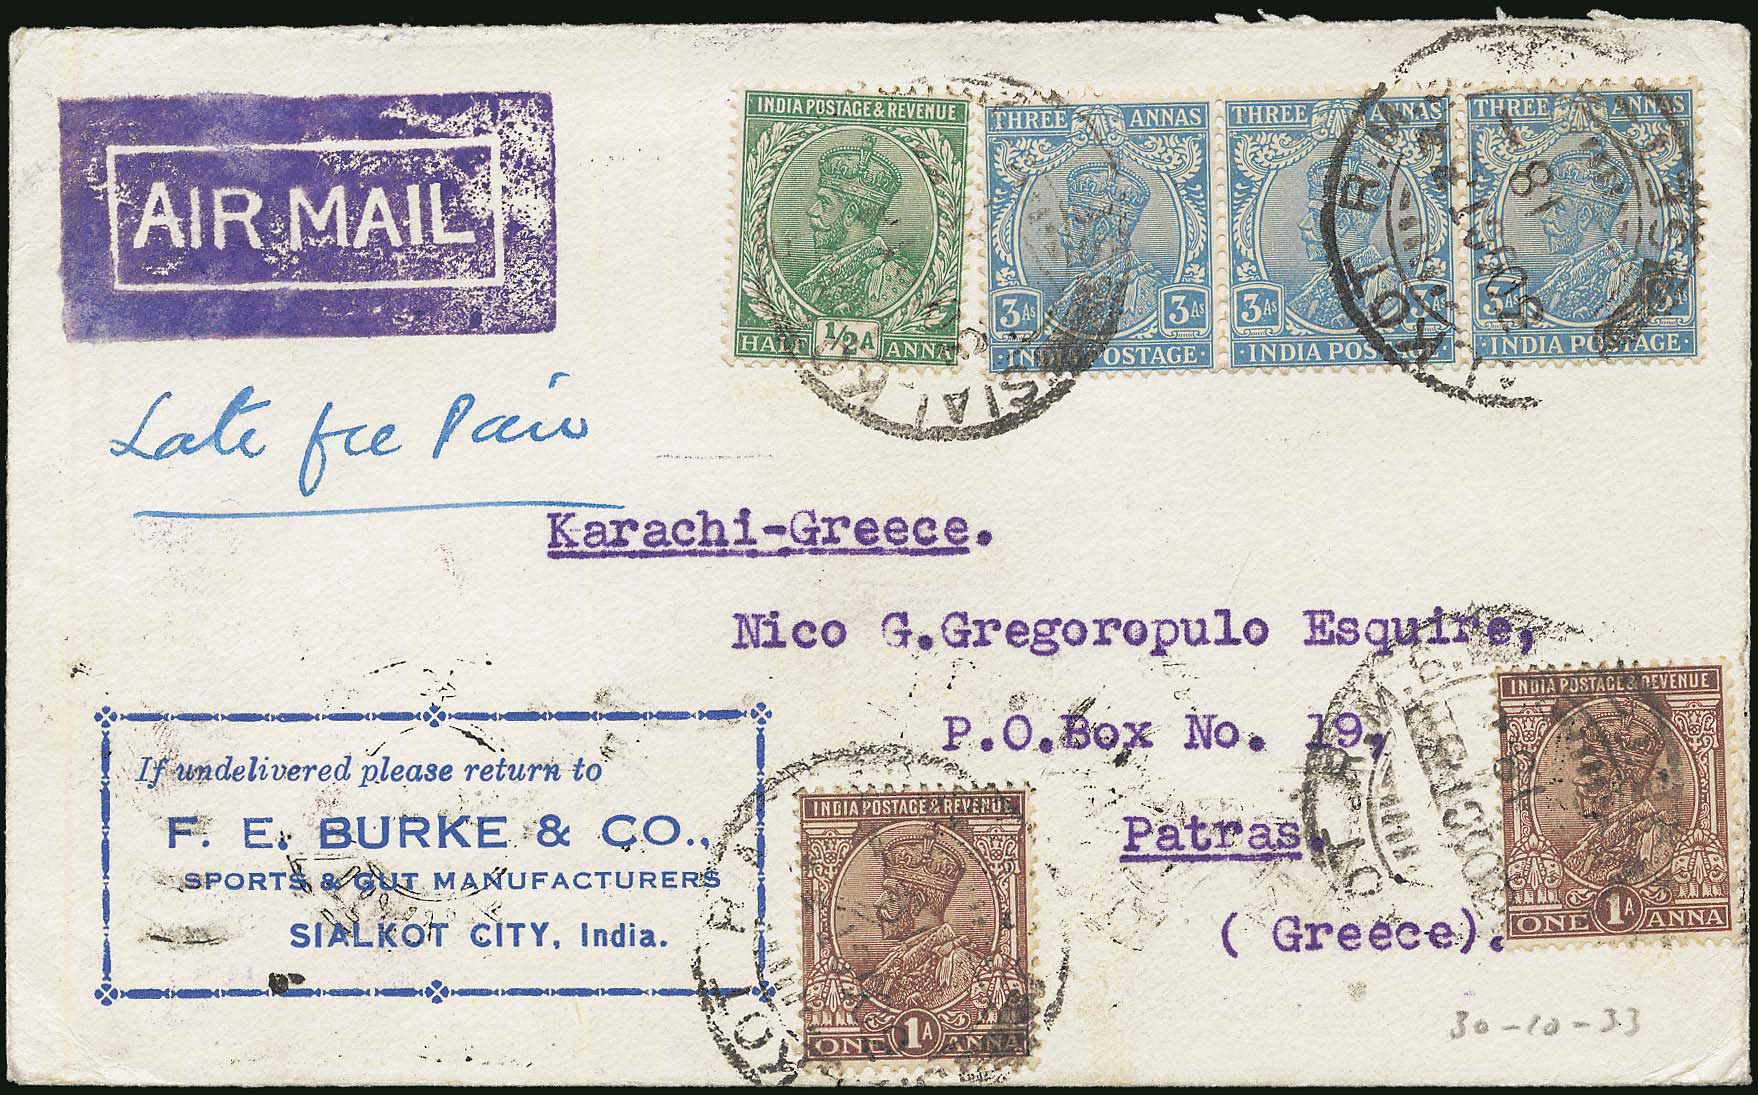 AIR MAIL
INDIA POSTAGE & REVENUE
½A
HALF ANNA
THREE ANNAS
3As
INDIA POSTAGE
THREE ANNAS
3As
INDIA POSTAGE
THREE ANNAS
3As
INDIA POSTAGE
Late fee Paid
Karachi-Greece.
Nico G.Gregoropulo Esquire,
P.O.Box No. 19,
Patras.
( Greece).
If undelivered please return to
F. E. BURKE & CO.,
SPORTS & GUT MANUFACTURERS
SIALKOT CITY, India.
INDIA POSTAGE & REVENUE
ONE 1A ANNA
INDIA POSTAGE & REVENUE
ONE 1A ANNA
30-10-33